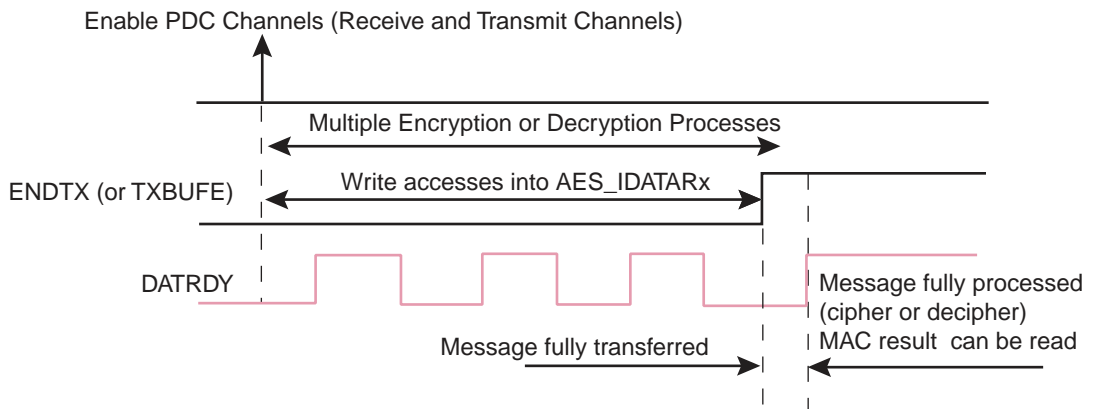 Enable PDC Channels (Receive and Transmit Channels)
Multiple Encryption or Decryption Processes
ENDTX (or TXBUFE)
Write accesses into AES_IDATARx
DATRDY
Message fully processed
(cipher or decipher)
MAC result can be read
Message fully transferred